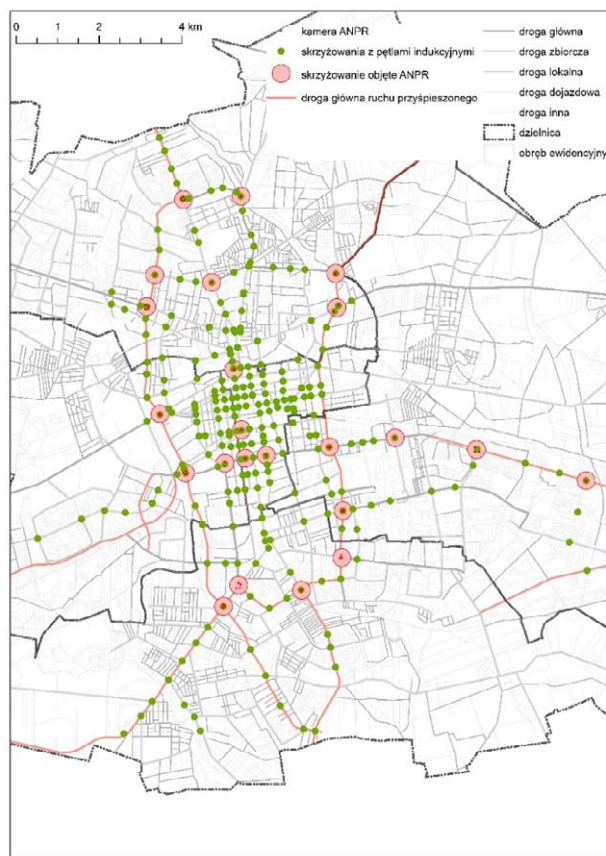 0 2 4 km
kamera ANPR
skrzyżowania z pętlami indukcyjnymi
skrzyżowanie objęte ANPR
droga główna ruchu przyśpieszonego
droga główna
droga zbiorcza
droga lokalna
droga dojazdowa
droga inna
dzielnica
obręb ewidencyjny